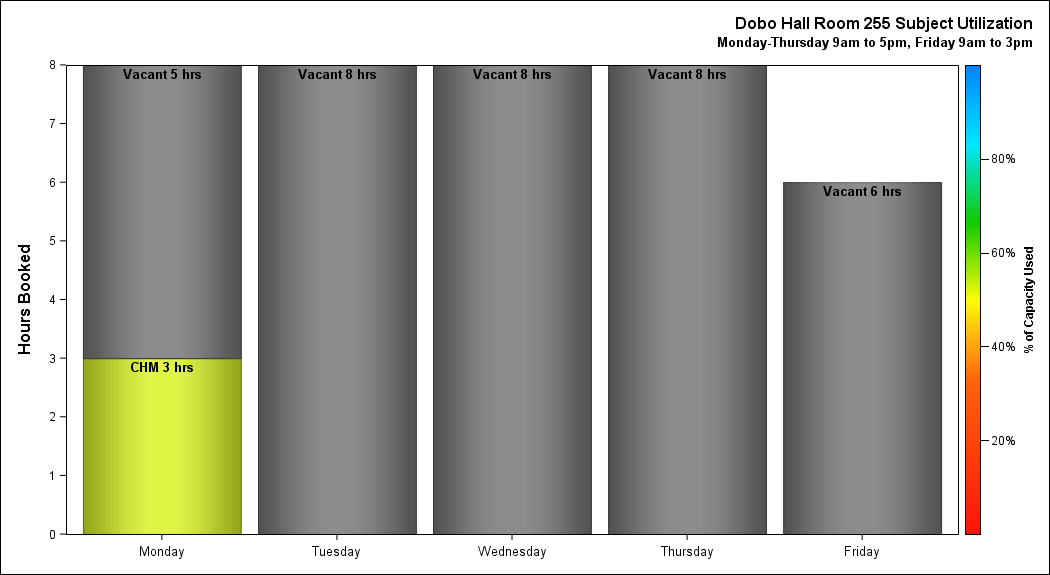 Dobo Hall Room 255 Subject Utilization
Monday-Thursday 9am to 5pm, Friday 9am to 3pm
Hours Booked
8
7
6
5
4
3
2
1
0
Vacant 5 hrs
Vacant 8 hrs
Vacant 8 hrs
Vacant 8 hrs
Vacant 6 hrs
CHM 3 hrs
Monday
Tuesday
Wednesday
Thursday
Friday
80%
60%
40%
20%
% of Capacity Used